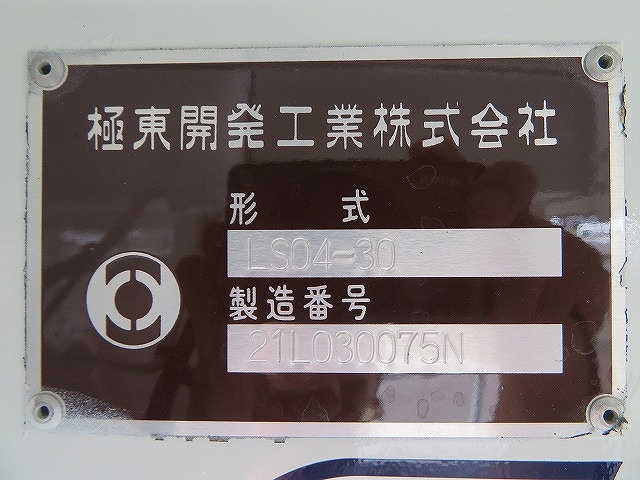 極東開発工業株式会社
形 式
LS04-30
製造番号
21L030075N